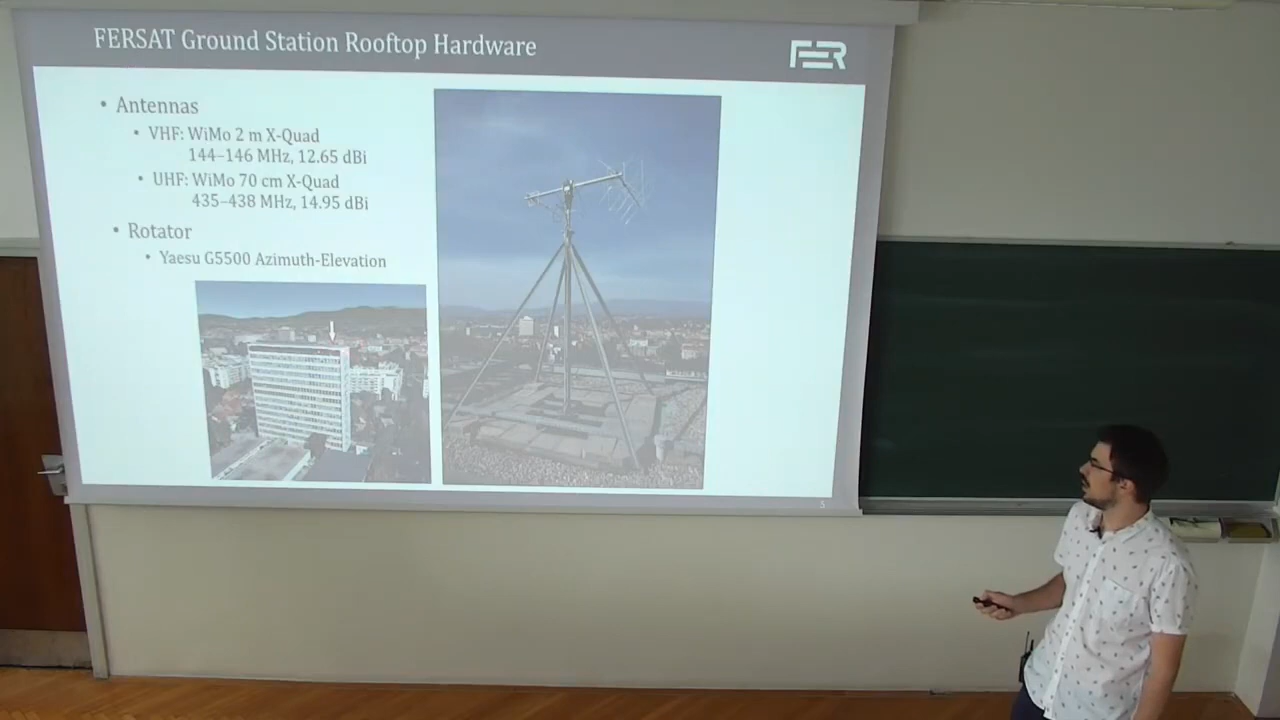 FERSAT Ground Station Rooftop Hardware
FER
• Antennas
• VHF: WiMo 2 m X-Quad
144–146 MHz, 12.65 dBi
• UHF: WiMo 70 cm X-Quad
435–438 MHz, 14.95 dBi
• Rotator
• Yaesu G5500 Azimuth-Elevation
5